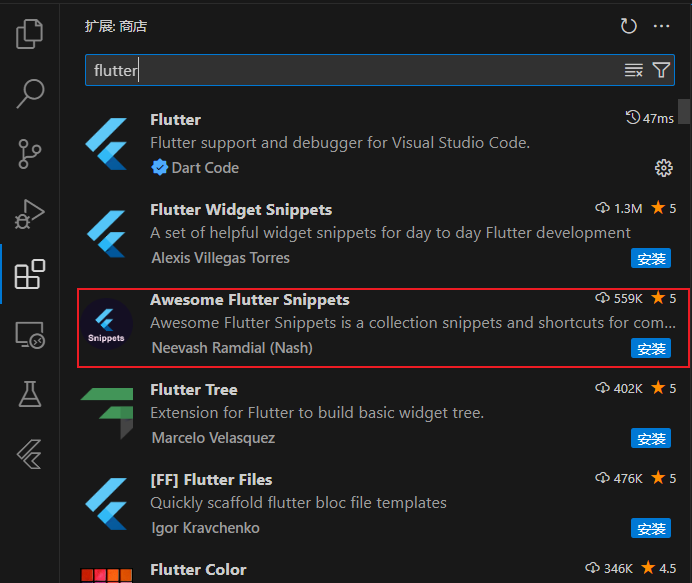 扩展: 商店
flutter
Flutter 47ms
Flutter support and debugger for Visual Studio Code.
Dart Code
Flutter Widget Snippets 1.3M 5
A set of helpful widget snippets for day to day Flutter development
Alexis Villegas Torres 安装
Awesome Flutter Snippets 559K 5
Snippets
Awesome Flutter Snippets is a collection snippets and shortcuts for com...
Neevash Ramdial (Nash) 安装
Flutter Tree 402K 5
Extension for Flutter to build basic widget tree.
Marcelo Velasquez 安装
[FF] Flutter Files 476K 5
Quickly scaffold flutter bloc file templates
Igor Kravchenko 安装
Flutter Color 346K 4.5